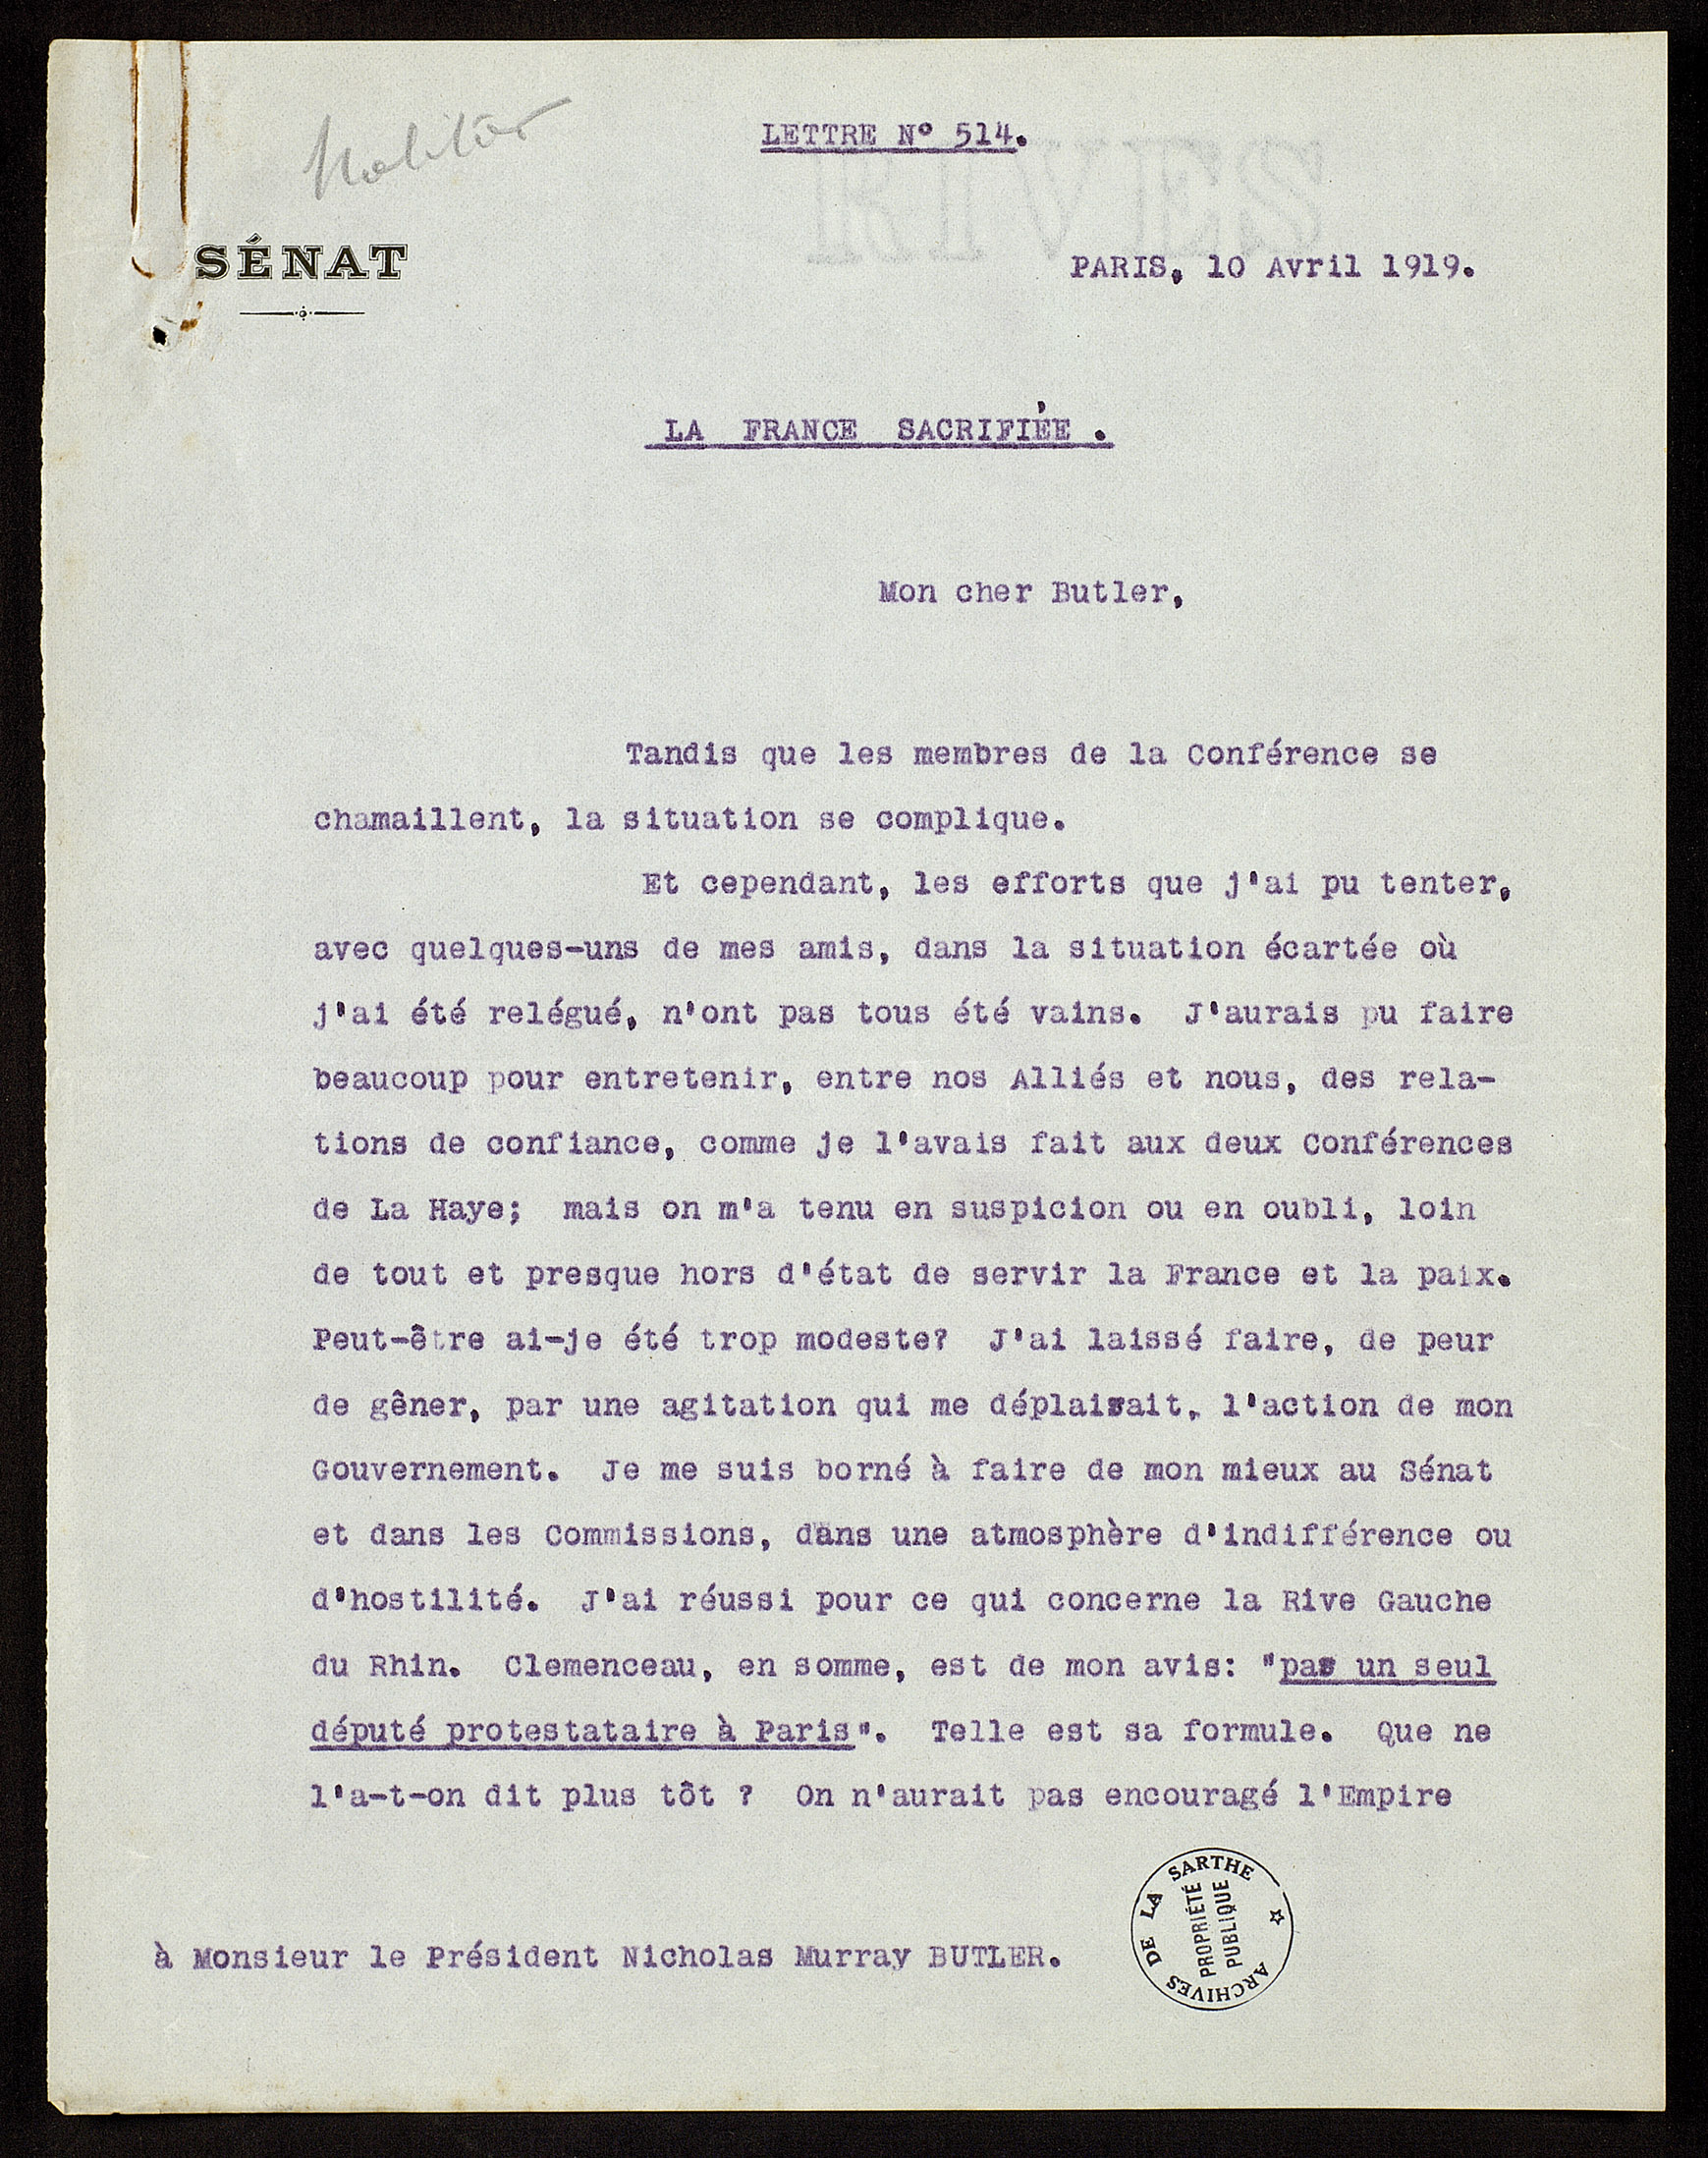 LETTRE Nº 514.
SÉNAT
PARIS, 10 Avril 1919.
LA FRANCE SACRIFIÉE .
Mon cher Butler,
Tandis que les membres de la Conférence se
chamaillent, la situation se complique.
Et cependant, les efforts que j'ai pu tenter,
avec quelques-uns de mes amis, dans la situation écartée où
j'ai été relégué, n'ont pas tous été vains. J'aurais pu faire
beaucoup pour entretenir, entre nos Alliés et nous, des rela-
tions de confiance, comme je l'avais fait aux deux Conférences
de La Haye; mais on m'a tenu en suspicion ou en oubli, loin
de tout et presque hors d'état de servir la France et la paix.
Peut-être ai-je été trop modeste? J'ai laissé faire, de peur
de gêner, par une agitation qui me déplaisait, l'action de mon
Gouvernement. Je me suis borné à faire de mon mieux au Sénat
et dans les Commissions, dans une atmosphère d'indifférence ou
d'hostilité. J'ai réussi pour ce qui concerne la Rive Gauche
du Rhin. Clemenceau, en somme, est de mon avis: "pas un seul
député protestataire à Paris". Telle est sa formule. Que ne
l'a-t-on dit plus tôt ? On n'aurait pas encouragé l'Empire
à Monsieur le Président Nicholas Murray BUTLER.
ARCHIVES DE LA SARTHE
PROPRIÉTÉ
PUBLIQUE
RIVES